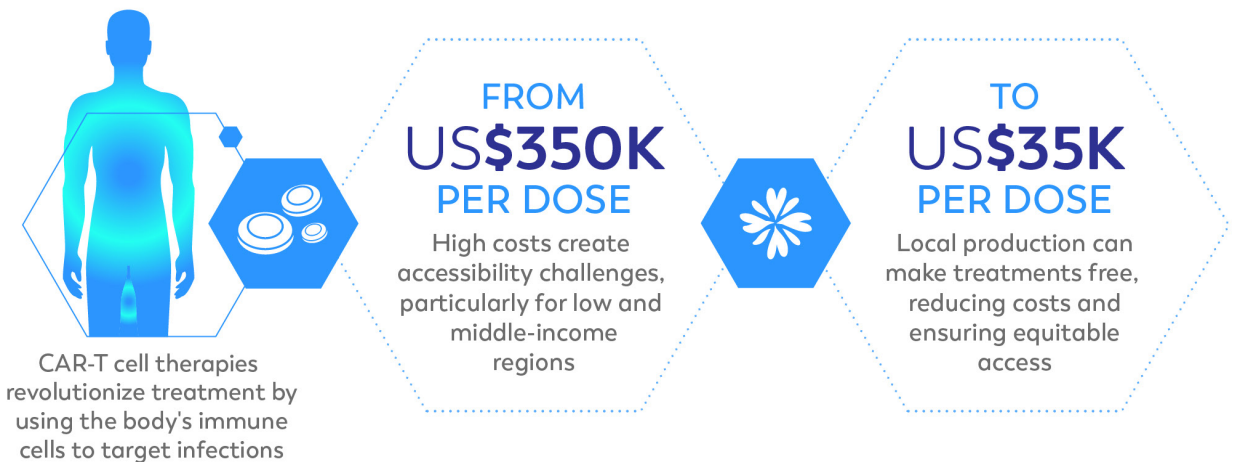 CAR-T cell therapies
revolutionize treatment by
using the body's immune
cells to target infections
FROM
US$350K
PER DOSE
High costs create
accessibility challenges,
particularly for low and
middle-income
regions
TO
US$35K
PER DOSE
Local production can
make treatments free,
reducing costs and
ensuring equitable
access